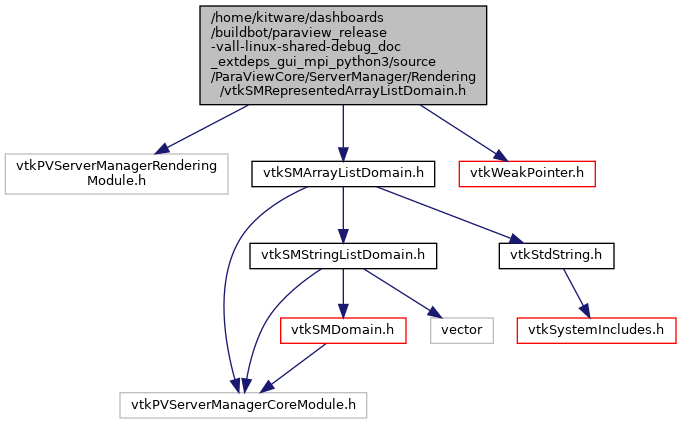 /home/kitware/dashboards
/buildbot/paraview_release
-vall-linux-shared-debug_doc
_extdeps_gui_mpi_python3/source
/ParaViewCore/ServerManager/Rendering
/vtkSMRepresentedArrayListDomain.h
vtkPVServerManagerRendering
Module.h
vtkSMArrayListDomain.h
vtkWeakPointer.h
vtkSMStringListDomain.h
vtkStdString.h
vtkSMDomain.h
vector
vtkSystemIncludes.h
vtkPVServerManagerCoreModule.h